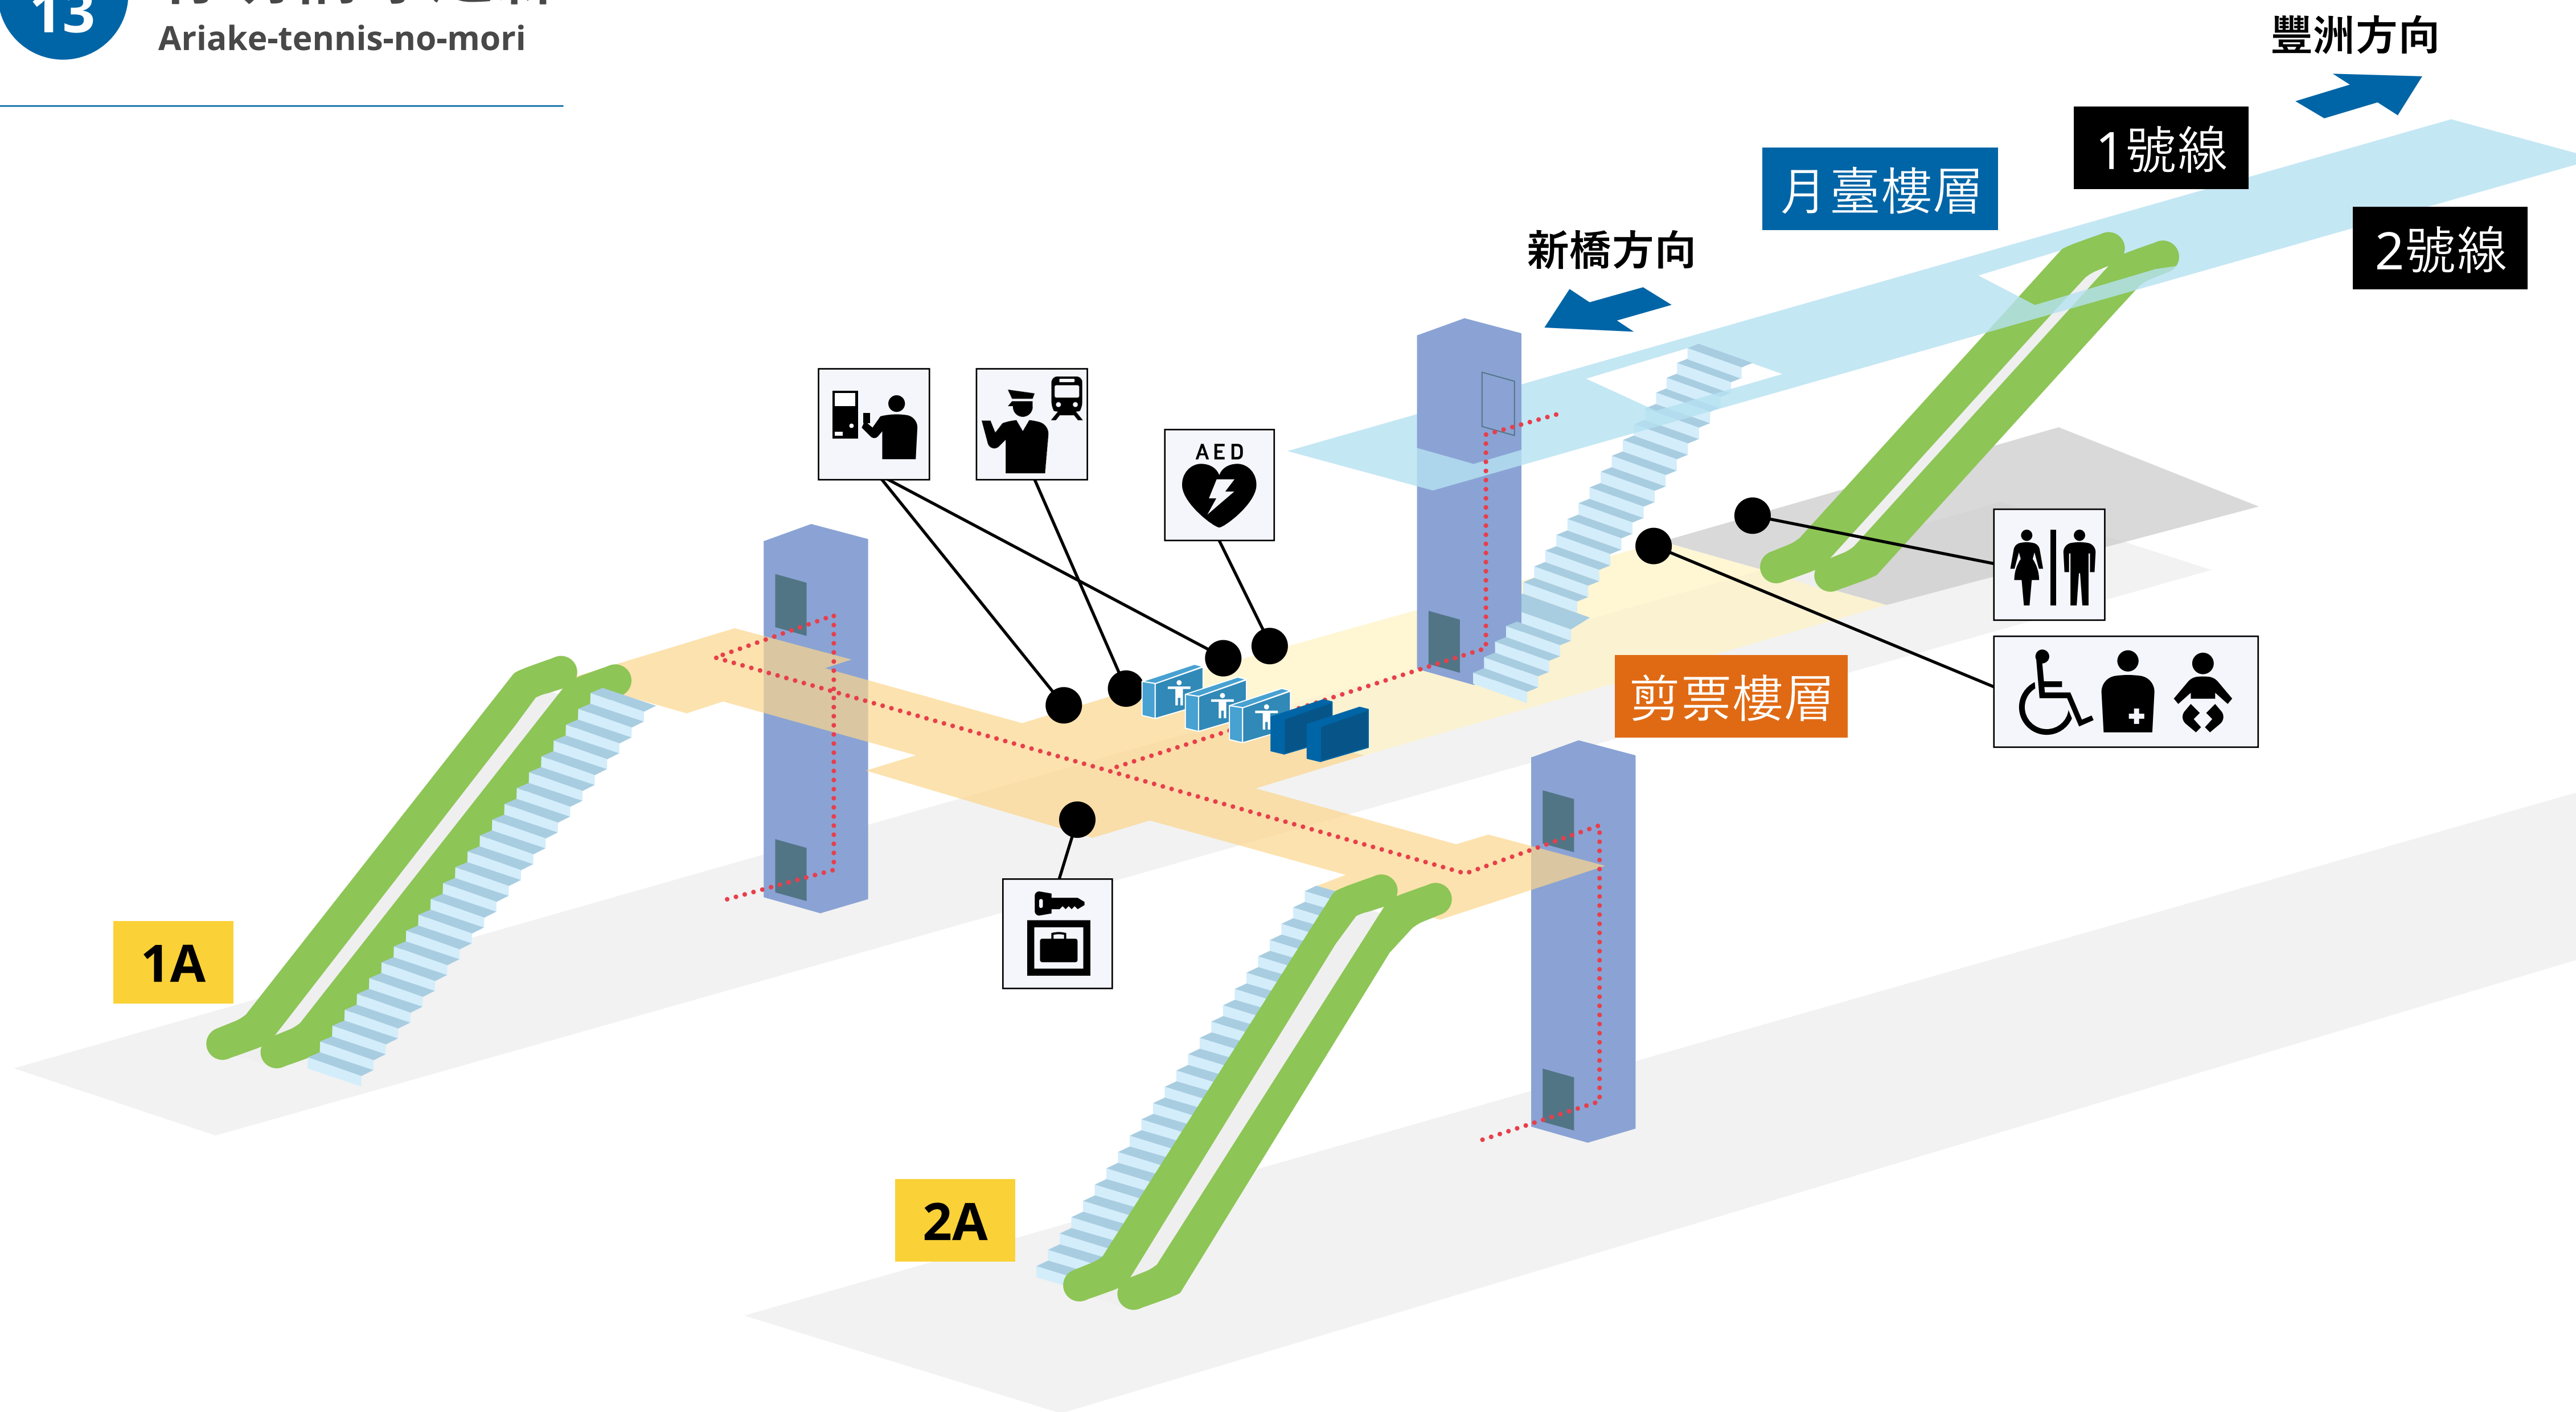 13
Ariake-tennis-no-mori
豐洲方向
1號線
月臺樓層
2號線
新橋方向
AED
剪票樓層
1A
2A